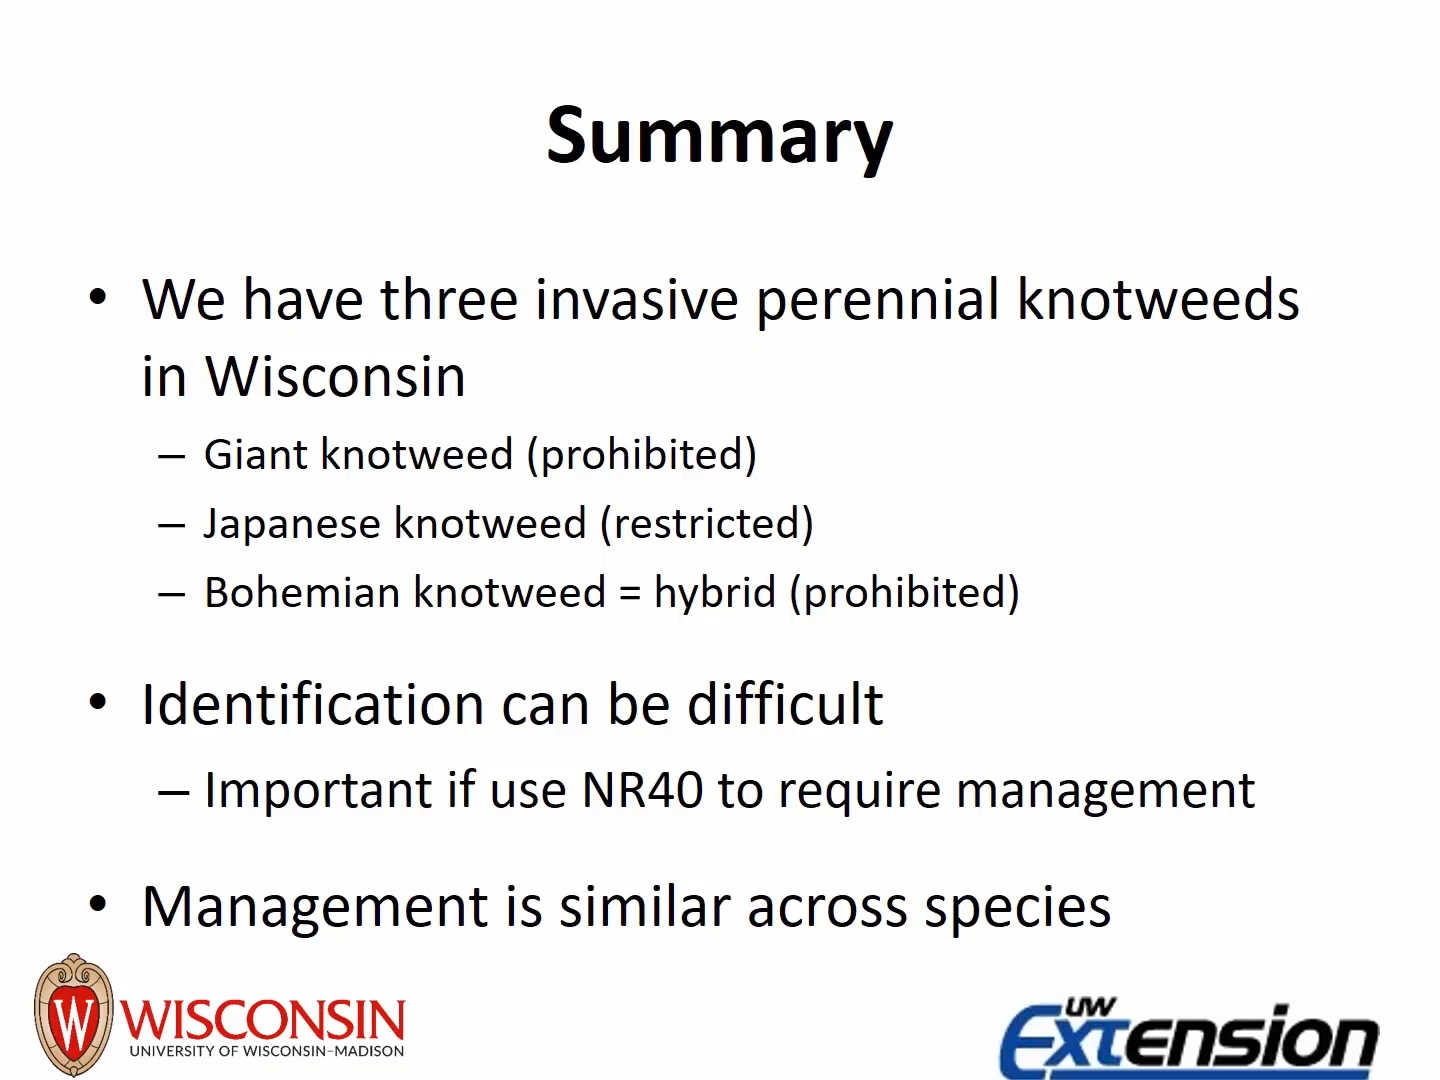 Summary
• We have three invasive perennial knotweeds
in Wisconsin
– Giant knotweed (prohibited)
– Japanese knotweed (restricted)
– Bohemian knotweed = hybrid (prohibited)
• Identification can be difficult
– Important if use NR40 to require management
• Management is similar across species
W WISCONSIN
UNIVERSITY OF WISCONSIN–MADISON
UW
Extension